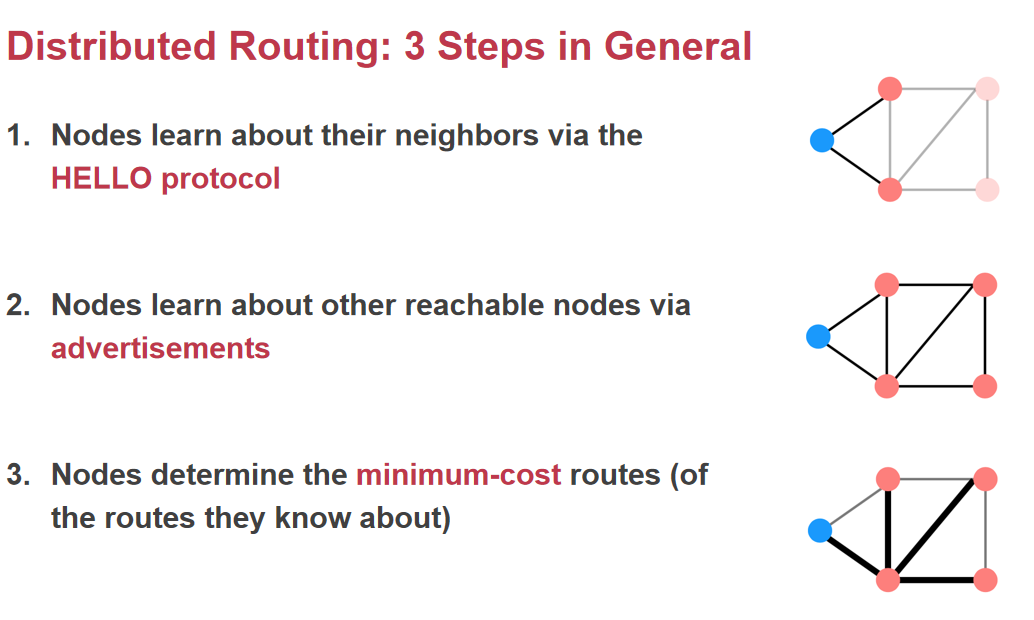 Distributed Routing: 3 Steps in General
1. Nodes learn about their neighbors via the
HELLO protocol
2. Nodes learn about other reachable nodes via
advertisements
3. Nodes determine the minimum-cost routes (of
the routes they know about)